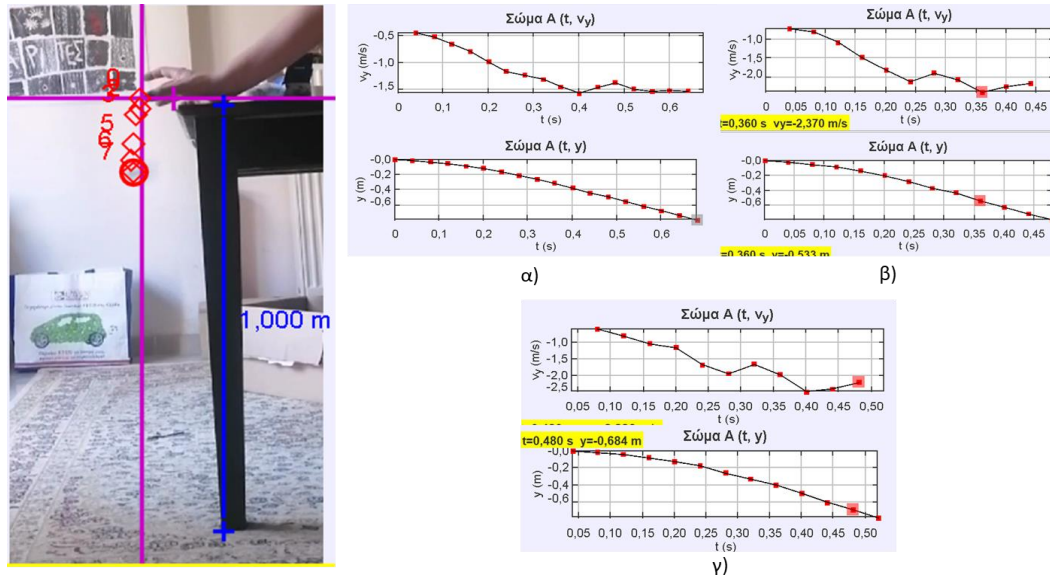 ΡΙ ΤΕΣ
5
6
7
1,000 m
Σώμα Α (t, vy)
-0,5
-1,0
-1,5
vy (m/s)
0 0,1 0,2 0,3 0,4 0,5 0,6
t (s)
Σώμα Α (t, y)
-0,0
-0,2
-0,4
-0,6
y (m)
0 0,1 0,2 0,3 0,4 0,5 0,6
t (s)
α)
Σώμα Α (t, vy)
-1,0
-1,5
-2,0
vy (m/s)
0 0,05 0,10 0,15 0,20 0,25 0,30 0,35 0,40 0,45
t (s)
t=0,360 s vy=-2,370 m/s
Σώμα Α (t, y)
-0,0
-0,2
-0,4
-0,6
y (m)
0 0,05 0,10 0,15 0,20 0,25 0,30 0,35 0,40 0,45
t (s)
t=0,360 s y=-0,533 m
β)
Σώμα Α (t, vy)
-1,0
-1,5
-2,0
-2,5
vy (m/s)
0,05 0,10 0,15 0,20 0,25 0,30 0,35 0,40 0,45 0,50
t (s)
t=0,480 s y=-0,684 m
Σώμα Α (t, y)
-0,0
-0,2
-0,4
-0,6
y (m)
0,05 0,10 0,15 0,20 0,25 0,30 0,35 0,40 0,45 0,50
t (s)
γ)